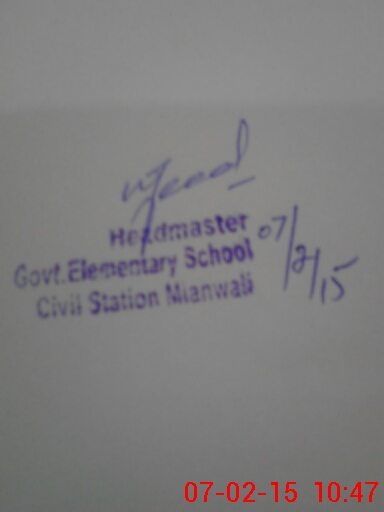 Headmaster
Govt.Elementary School
Civil Station Mianwali
07/2/15
07-02-15 10:47